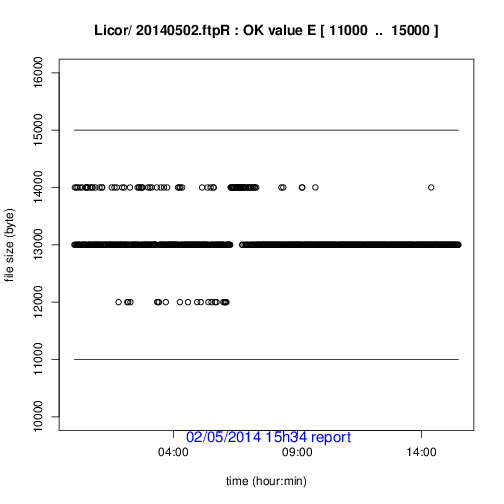 Licor/ 20140502.ftpR : OK value E [ 11000 .. 15000 ]
16000
15000
14000
13000
12000
11000
10000
file size (byte)
02/05/2014 15h34 report
04:00 09:00 14:00
time (hour:min)